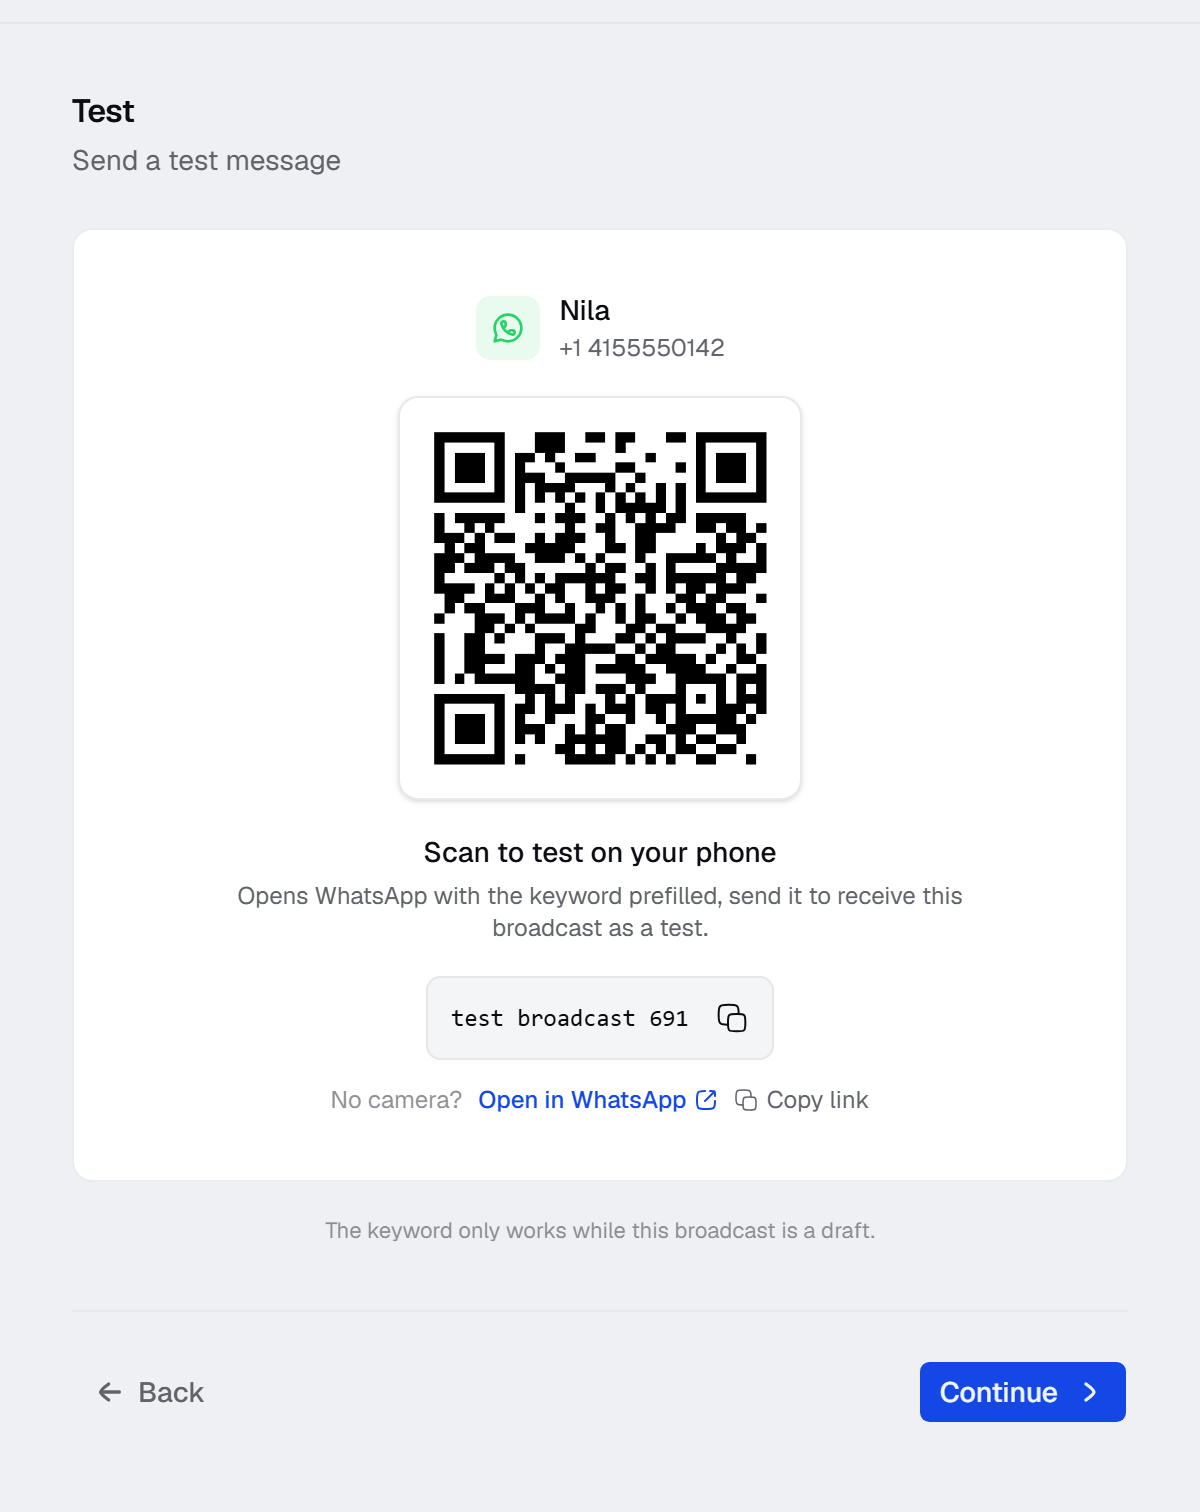 Test
Send a test message
Nila
+1 4155550142
Scan to test on your phone
Opens WhatsApp with the keyword prefilled, send it to receive this
broadcast as a test.
test broadcast 691
No camera? Open in WhatsApp Copy link
The keyword only works while this broadcast is a draft.
Back
Continue